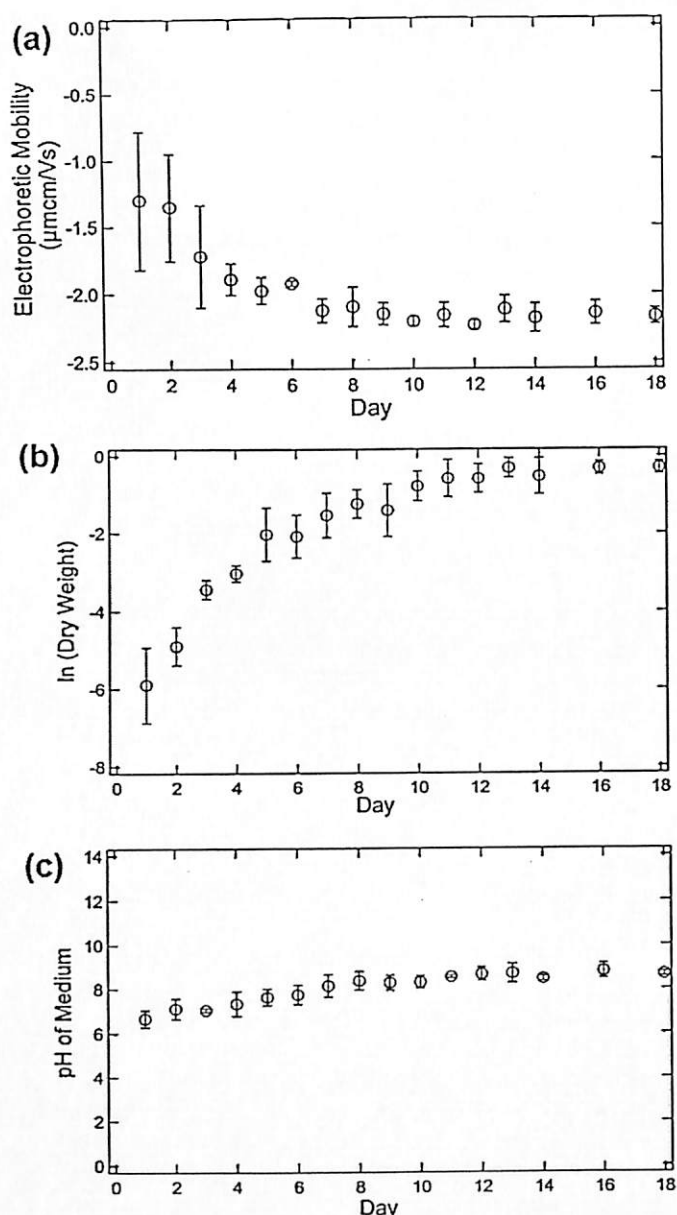 (a)
Electrophoretic Mobility
(μmcm/Vs)
0.0
-0.5
-1.0
-1.5
-2.0
-2.5
0 2 4 6 8 10 12 14 16 18
Day
(b)
ln (Dry Weight)
0
-2
-4
-6
-8
0 2 4 6 8 10 12 14 16 18
Day
(c)
pH of Medium
14
12
10
8
6
4
2
0
0 2 4 6 8 10 12 14 16 18
Day